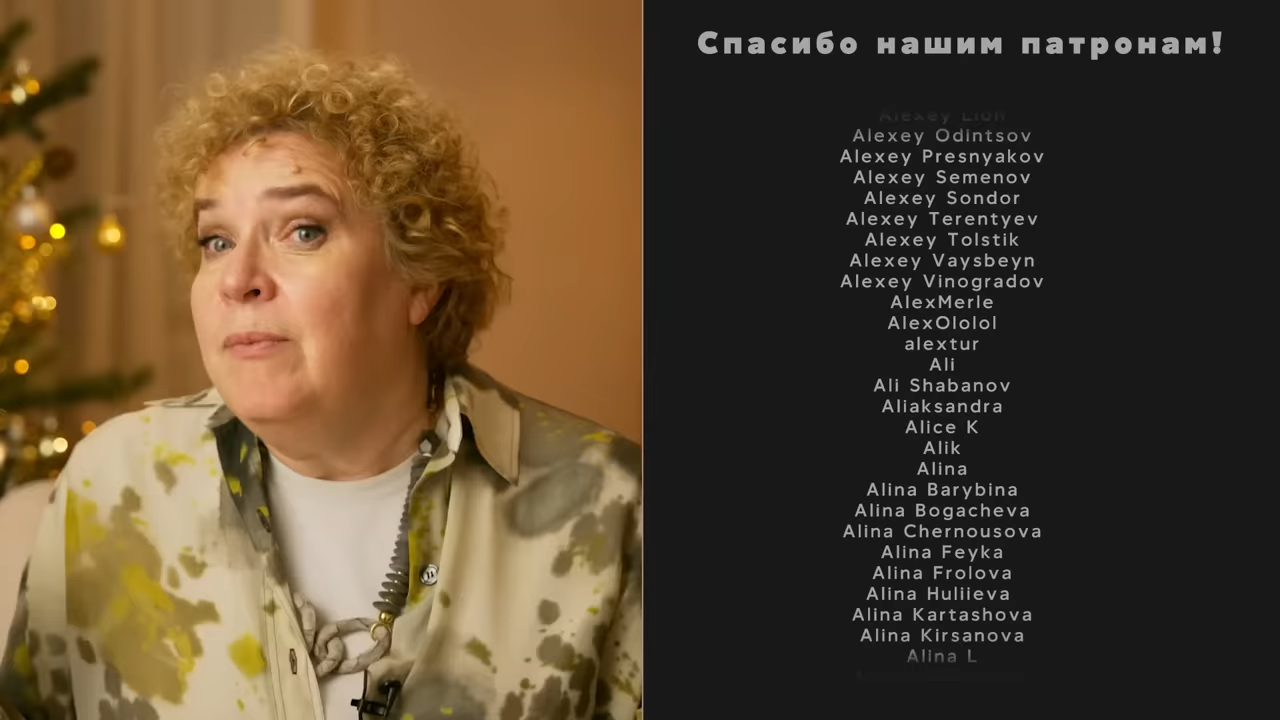 Спасибо нашим патронам!
Alexey Lion
Alexey Odintsov
Alexey Presnyakov
Alexey Semenov
Alexey Sondor
Alexey Terentyev
Alexey Tolstik
Alexey Vaysbeyn
Alexey Vinogradov
AlexMerle
AlexOlolol
alextur
Ali
Ali Shabanov
Aliaksandra
Alice K
Alik
Alina
Alina Barybina
Alina Bogacheva
Alina Chernousova
Alina Feyka
Alina Frolova
Alina Huliieva
Alina Kartashova
Alina Kirsanova
Alina L